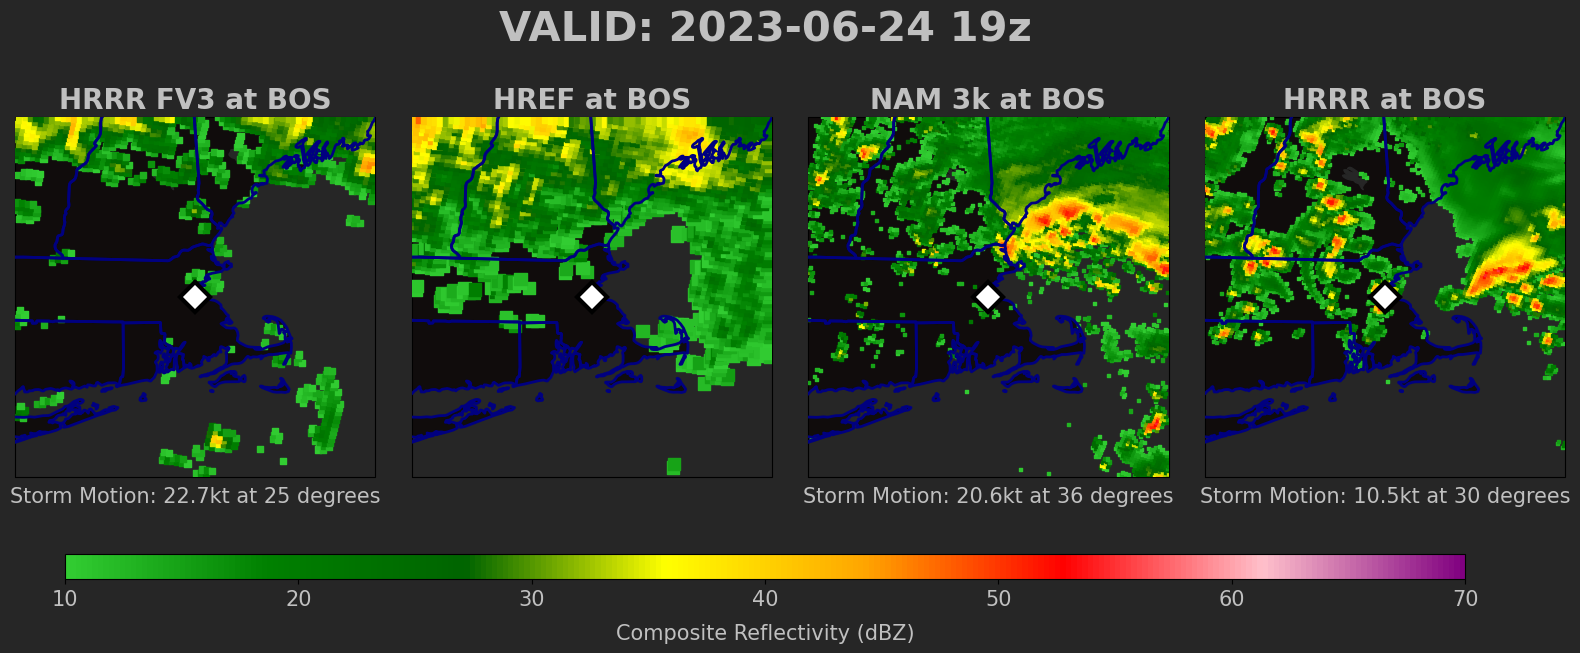 VALID: 2023-06-24 19z
HRRR FV3 at BOS HREF at BOS NAM 3k at BOS HRRR at BOS
Storm Motion: 22.7kt at 25 degrees Storm Motion: 20.6kt at 36 degrees Storm Motion: 10.5kt at 30 degrees
10 20 30 40 50 60 70
Composite Reflectivity (dBZ)